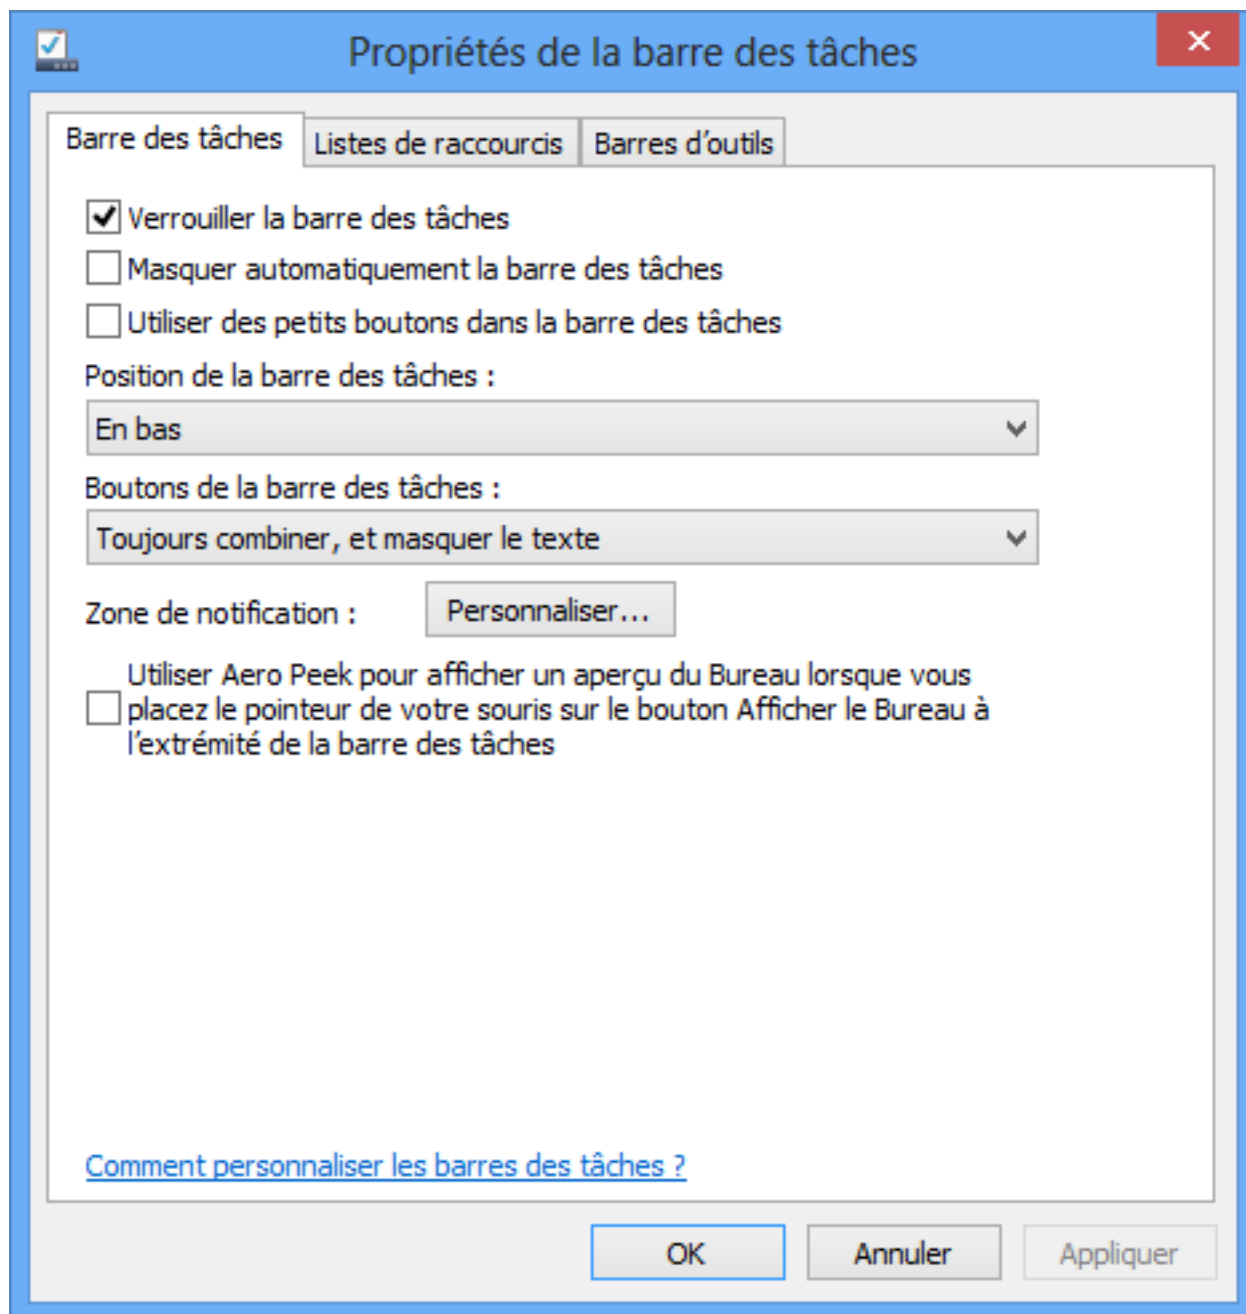 Propriétés de la barre des tâches
Barre des tâches
Listes de raccourcis
Barres d’outils
Verrouiller la barre des tâches
Masquer automatiquement la barre des tâches
Utiliser des petits boutons dans la barre des tâches
Position de la barre des tâches :
En bas
Boutons de la barre des tâches :
Toujours combiner, et masquer le texte
Zone de notification :
Personnaliser...
Utiliser Aero Peek pour afficher un aperçu du Bureau lorsque vous
placez le pointeur de votre souris sur le bouton Afficher le Bureau à
l’extrémité de la barre des tâches
Comment personnaliser les barres des tâches ?
OK
Annuler
Appliquer